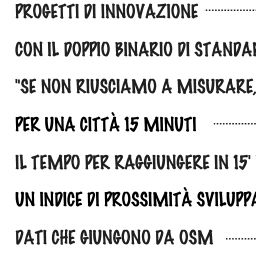 PROGETTI DI INNOVAZIONE
CON IL DOPPIO BINARIO DI STANDA
"SE NON RIUSCIAMO A MISURARE,
PER UNA CITTÀ 15 MINUTI
IL TEMPO PER RAGGIUNGERE IN 15'
UN INDICE DI PROSSIMITÀ SVILUPPA
DATI CHE GIUNGONO DA OSM